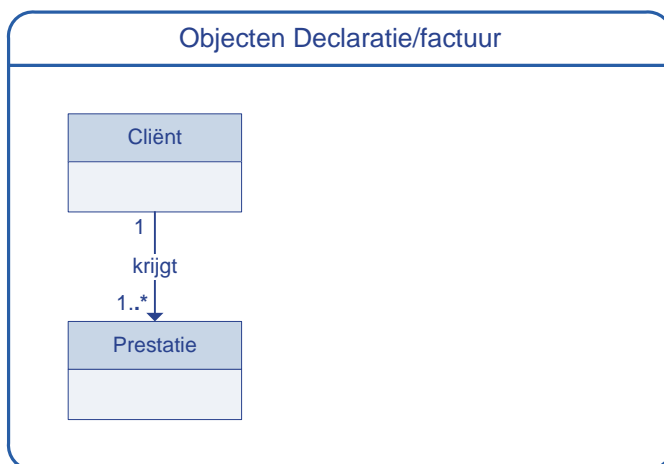 Objecten Declaratie/factuur
Cliënt
1
krijgt
1..*
Prestatie